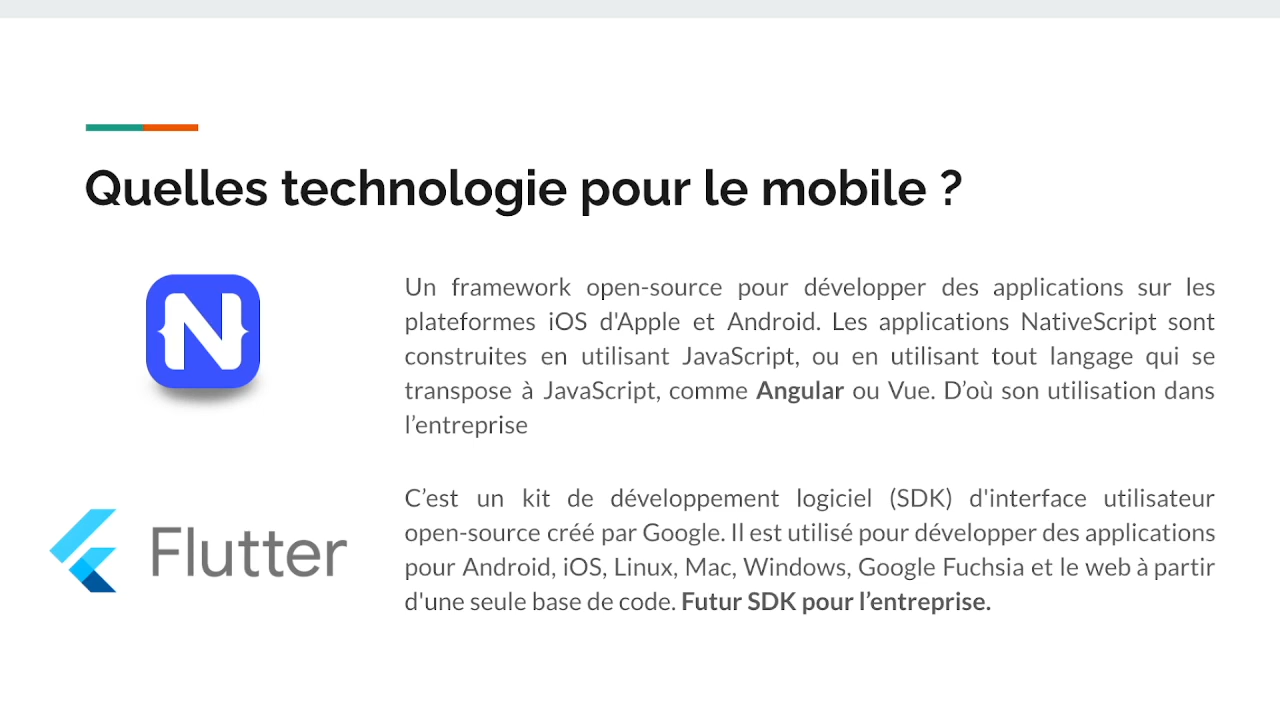 Quelles technologie pour le mobile ?
N
Un framework open-source pour développer des applications sur les
plateformes iOS d'Apple et Android. Les applications NativeScript sont
construites en utilisant JavaScript, ou en utilisant tout langage qui se
transpose à JavaScript, comme Angular ou Vue. D’où son utilisation dans
l’entreprise
Flutter
C’est un kit de développement logiciel (SDK) d'interface utilisateur
open-source créé par Google. Il est utilisé pour développer des applications
pour Android, iOS, Linux, Mac, Windows, Google Fuchsia et le web à partir
d'une seule base de code. Futur SDK pour l’entreprise.